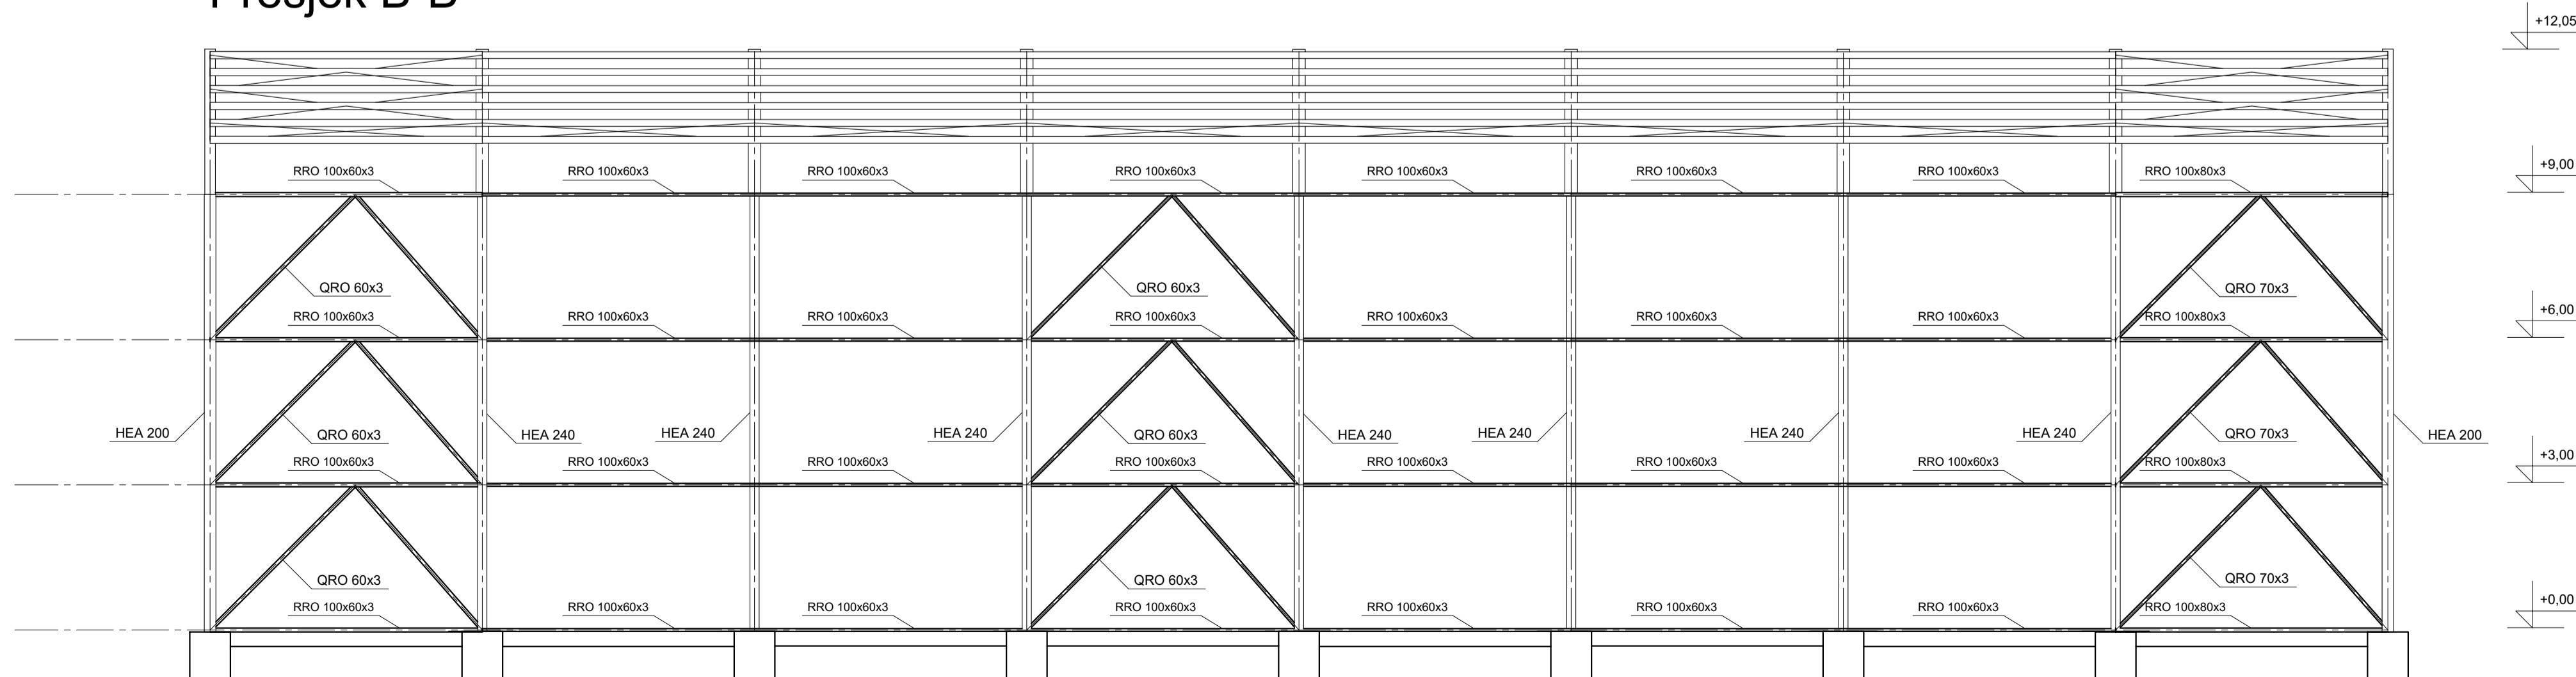 Prosjek B-B
+12,05
RRO 100x60x3 RRO 100x60x3 RRO 100x60x3 RRO 100x60x3 RRO 100x60x3 RRO 100x60x3 RRO 100x60x3 RRO 100x80x3 +9,00
QRO 60x3 QRO 60x3 QRO 70x3
RRO 100x60x3 RRO 100x60x3 RRO 100x60x3 RRO 100x60x3 RRO 100x60x3 RRO 100x60x3 RRO 100x60x3 RRO 100x80x3 +6,00
HEA 200 QRO 60x3 HEA 240 HEA 240 HEA 240 QRO 60x3 HEA 240 HEA 240 HEA 240 HEA 240 QRO 70x3 HEA 200
RRO 100x60x3 RRO 100x60x3 RRO 100x60x3 RRO 100x60x3 RRO 100x60x3 RRO 100x60x3 RRO 100x60x3 RRO 100x80x3 +3,00
QRO 60x3 QRO 60x3 QRO 70x3
RRO 100x60x3 RRO 100x60x3 RRO 100x60x3 RRO 100x60x3 RRO 100x60x3 RRO 100x60x3 RRO 100x60x3 RRO 100x80x3 +0,00